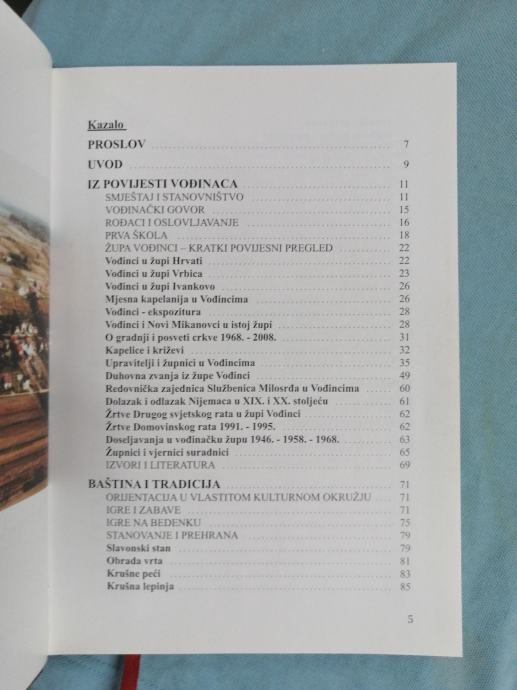 Kazalo
PROSLOV ........ 7
UVOD ........ 9
IZ POVIJESTI VOĐINACA ........ 11
SMJEŠTAJ I STANOVNIŠTVO ........ 11
VOĐINAČKI GOVOR ........ 15
ROĐACI I OSLOVLJAVANJE ........ 16
PRVA ŠKOLA ........ 18
ŽUPA VOĐINCI – KRATKI POVIJESNI PREGLED ........ 22
Vođinci u župi Hrvati ........ 22
Vođinci u župi Vrbica ........ 23
Vođinci u župi Ivankovo ........ 26
Mjesna kapelanija u Vođincima ........ 26
Vođinci - ekspozitura ........ 28
Vođinci i Novi Mikanovci u istoj župi ........ 28
O gradnji i posveti crkve 1968. - 2008. ........ 31
Kapelice i križevi ........ 32
Upravitelji i župnici u Vođincima ........ 35
Duhovna zvanja iz župe Vođinci ........ 49
Redovnička zajednica Službenica Milosrđa u Vođincima ........ 60
Dolazak i odlazak Nijemaca u XIX. i XX. stoljeću ........ 61
Žrtve Drugog svjetskog rata u župi Vođinci ........ 62
Žrtve Domovinskog rata 1991. - 1995. ........ 62
Doseljavanja u vođinačku župu 1946. - 1958. - 1968. ........ 63
Župnici i vjernici suradnici ........ 65
IZVORI I LITERATURA ........ 69
BAŠTINA I TRADICIJA ........ 71
ORIJENTACIJA U VLASTITOM KULTURNOM OKRUŽJU ........ 71
IGRE I ZABAVE ........ 71
IGRE NA BEDENKU ........ 75
STANOVANJE I PREHRANA ........ 79
Slavonski stan ........ 79
Obrada vrta ........ 81
Krušne peći ........ 83
Krušna lepinja ........ 85
5